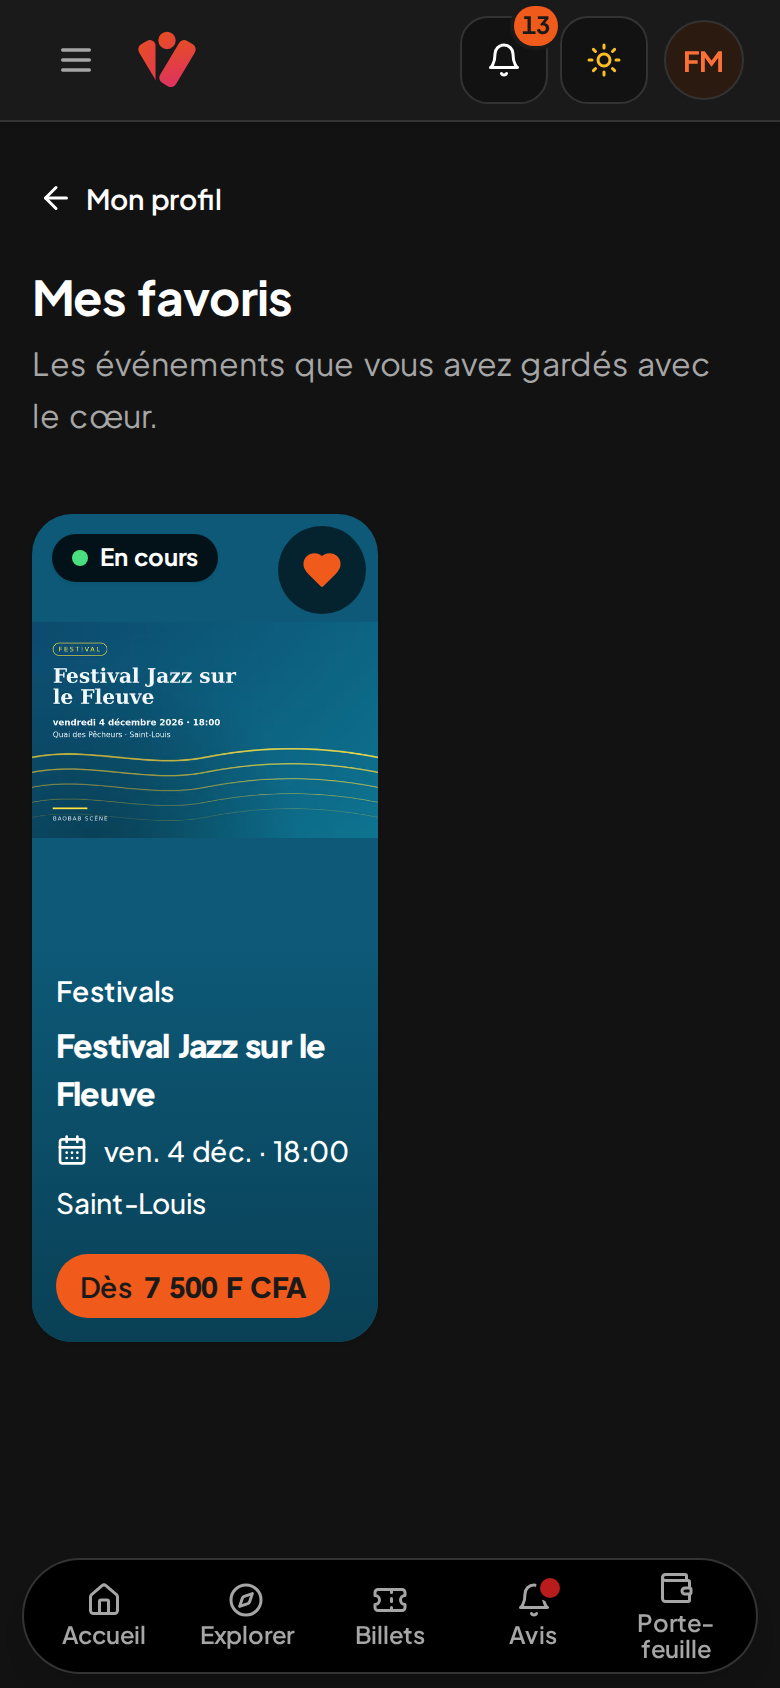 13
FM
Mon profil
Mes favoris
Les événements que vous avez gardés avec
le cœur.
En cours
FESTIVAL
Festival Jazz sur
le Fleuve
vendredi 4 décembre 2026 · 18:00
Quai des Pêcheurs · Saint-Louis
BAOBAB SCÈNE
Festivals
Festival Jazz sur le
Fleuve
ven. 4 déc. · 18:00
Saint-Louis
Dès 7 500 F CFA
Accueil
Explorer
Billets
Avis
Porte-
feuille